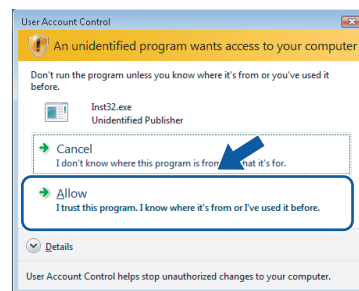 User Account Control
An unidentified program wants access to your computer
Don't run the program unless you know where it's from or you've used it
before.
Inst32.exe
Unidentified Publisher
Cancel
I don't know where this program is from hat it's for.
Allow
I trust this program. I know where it's from or I've used it before.
Details
User Account Control helps stop unauthorized changes to your computer.